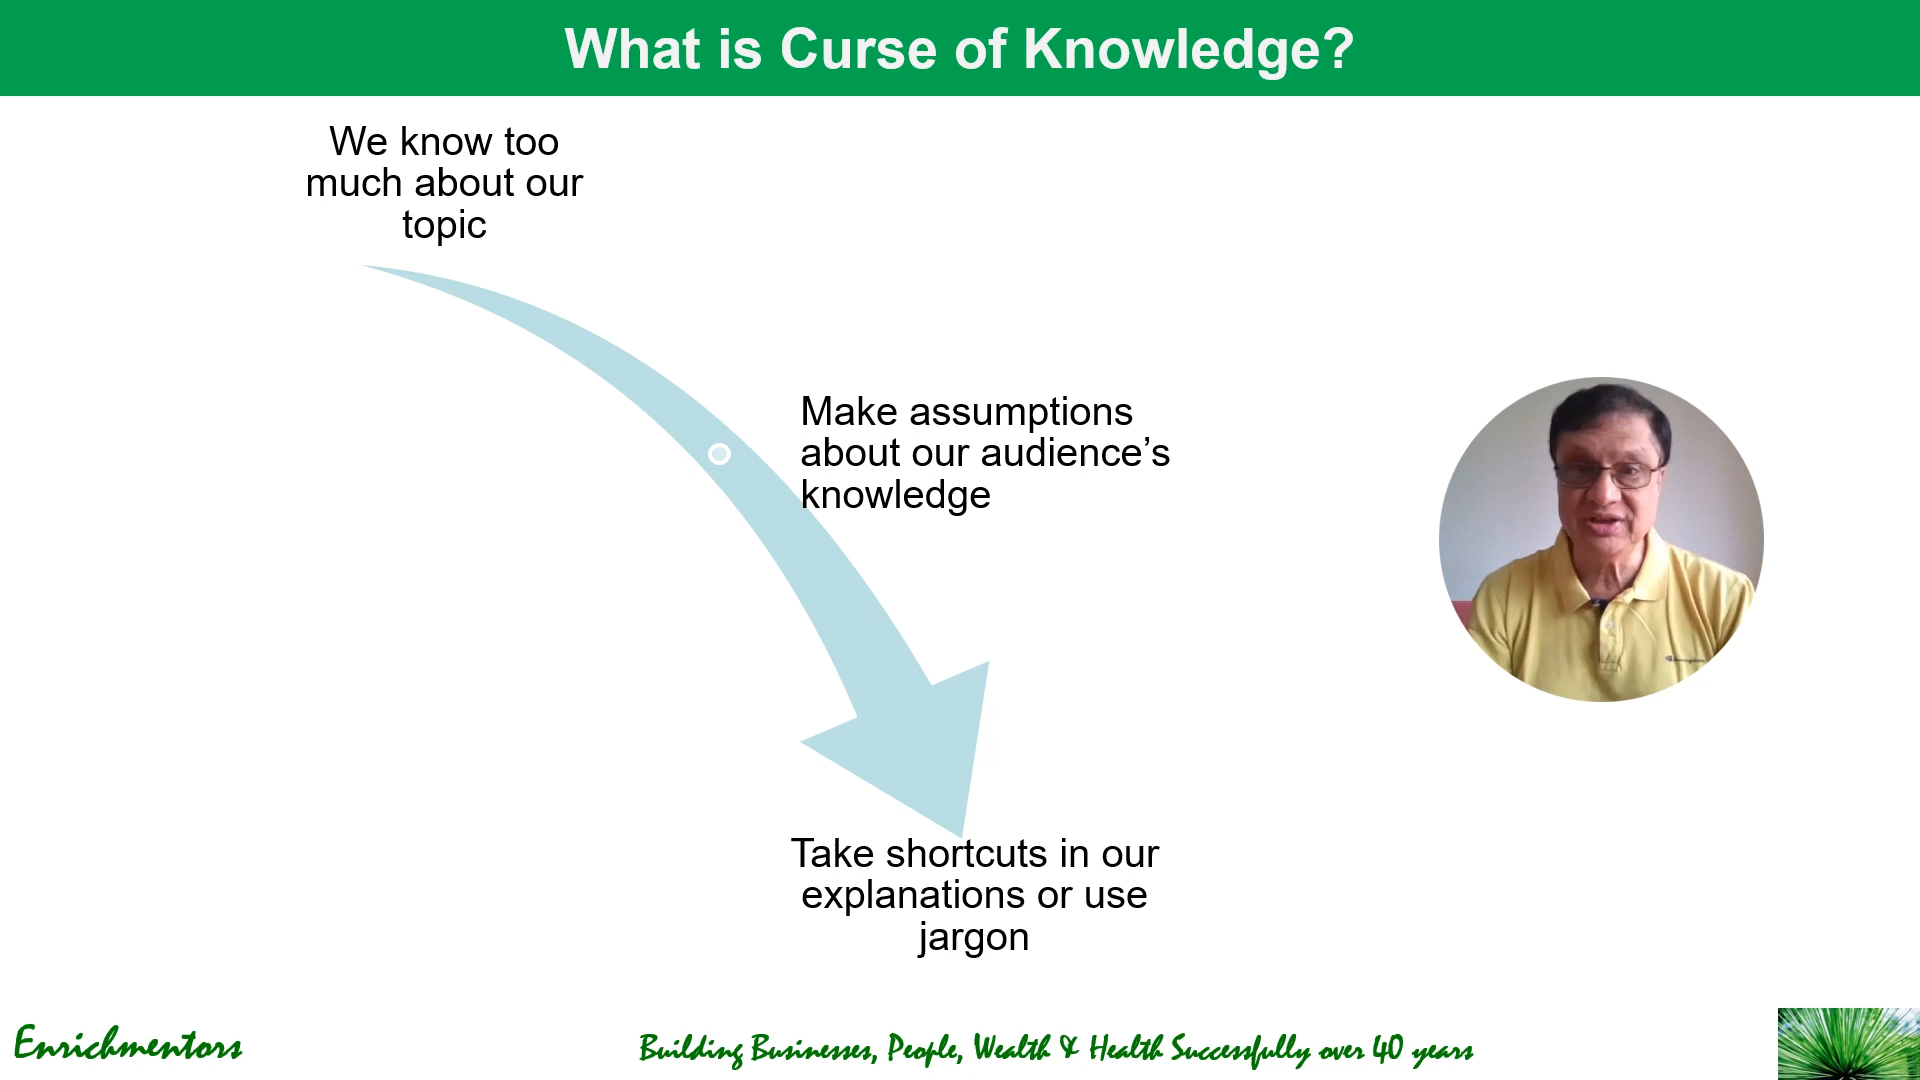 What is Curse of Knowledge?
We know too
much about our
topic
Make assumptions
about our audience’s
knowledge
Take shortcuts in our
explanations or use
jargon
Enrichmentors
Building Businesses, People, Wealth & Health Successfully over 40 years